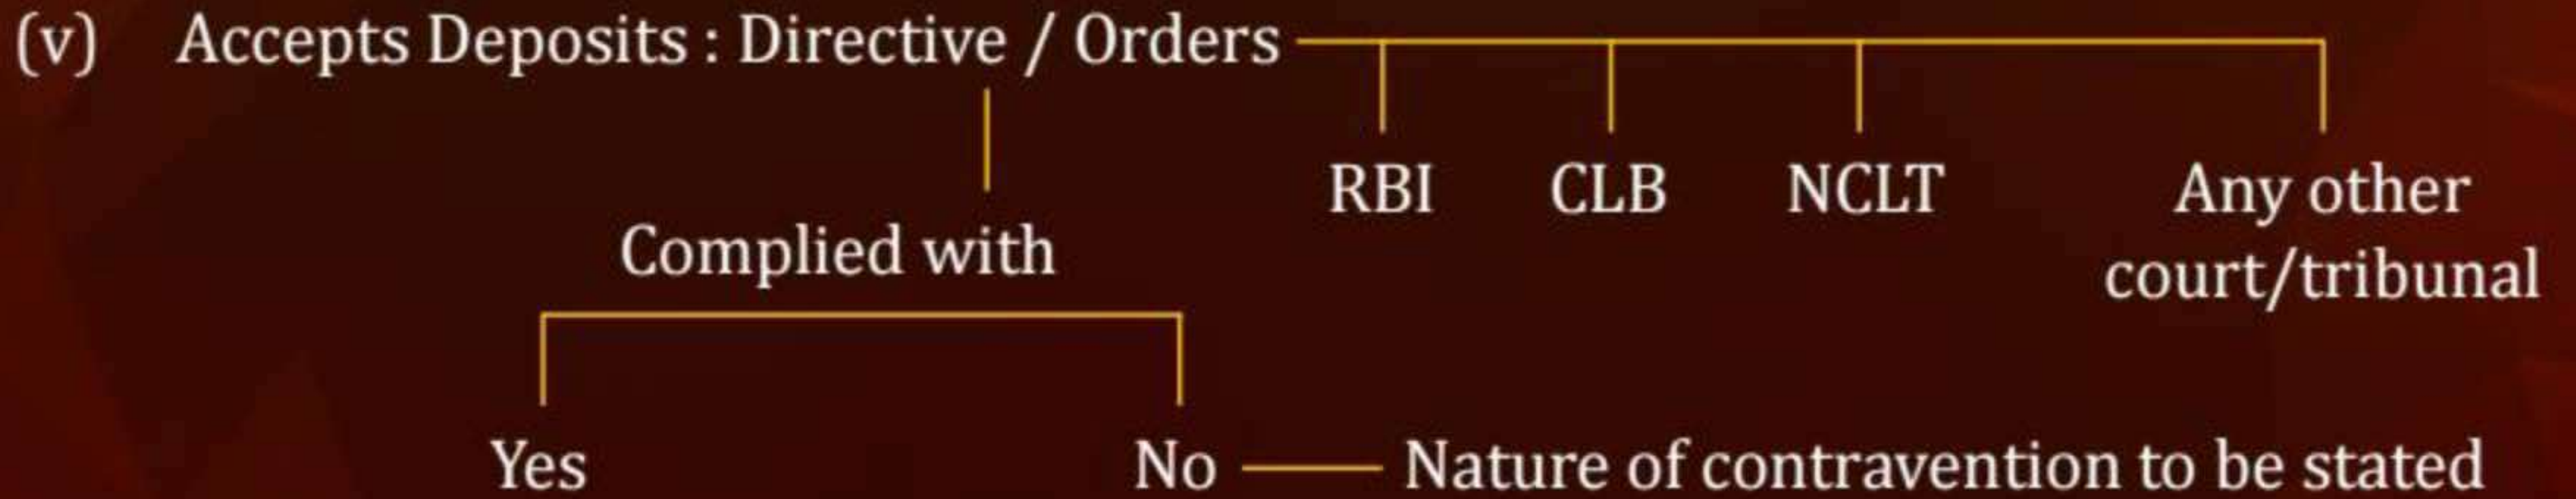 (v) Accepts Deposits : Directive / Orders
RBI CLB NCLT Any other
court/tribunal
Complied with
Yes No Nature of contravention to be stated